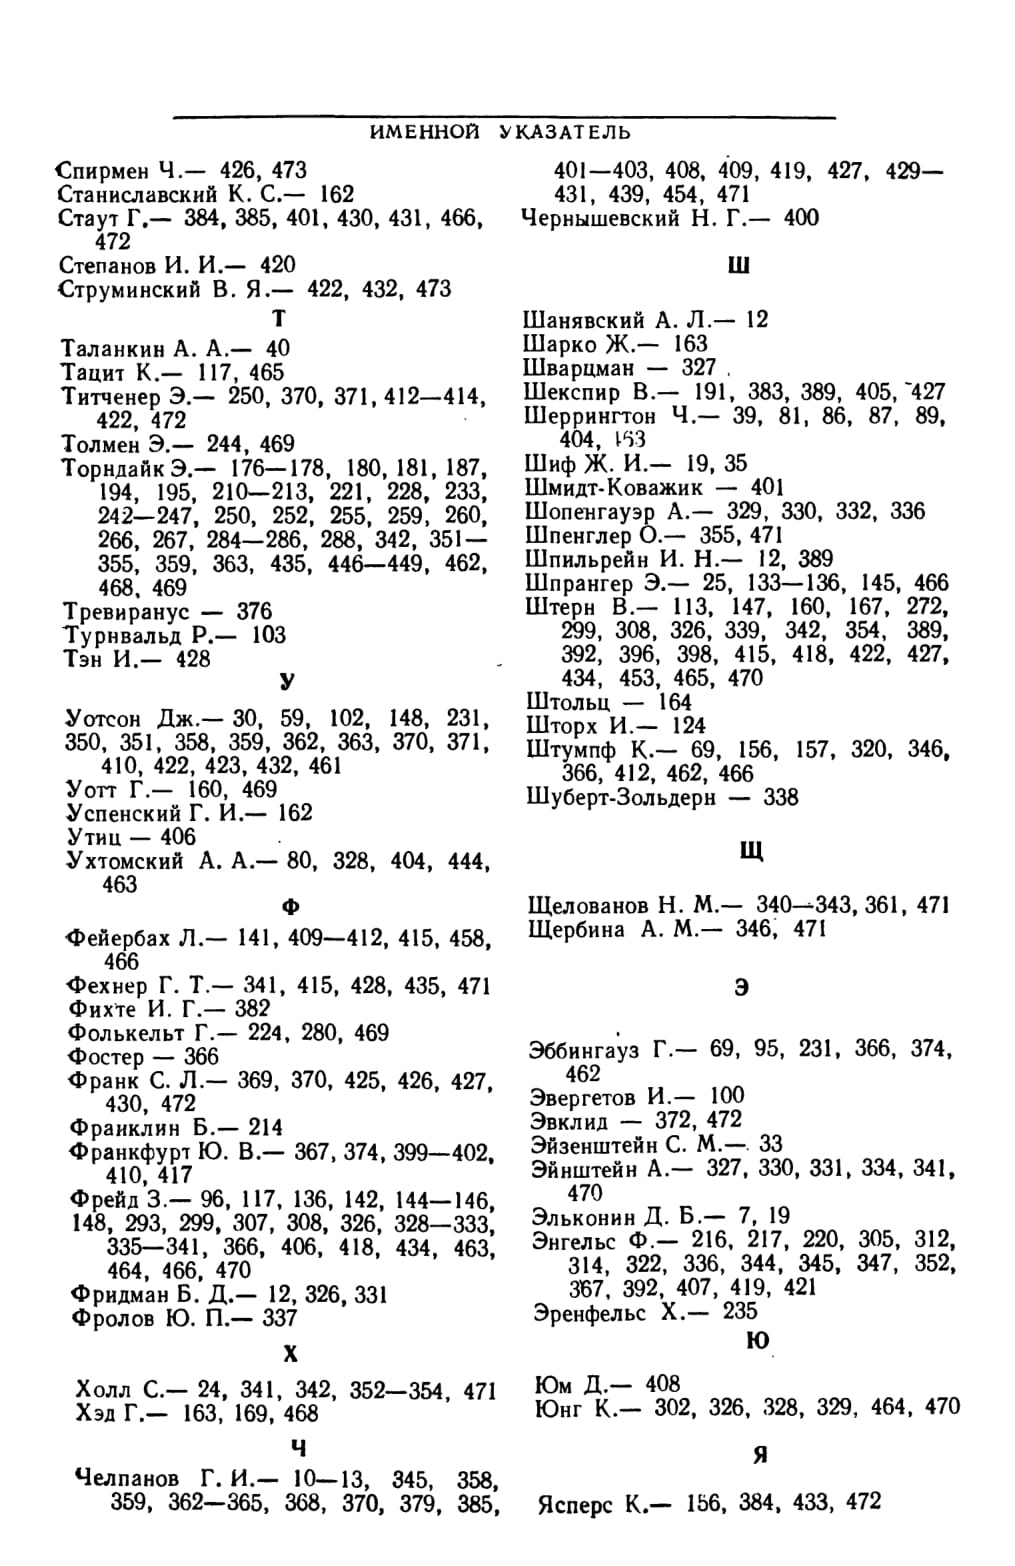 ИМЕННОЙ УКАЗАТЕЛЬ
Спирмен Ч.— 426, 473
Станиславский К. С.— 162
Стаут Г.— 384, 385, 401, 430, 431, 466,
472
Степанов И. И.— 420
Струминский В. Я.— 422, 432, 473
Т
Таланкин А. А.— 40
Тацит К.— 117, 465
Титченер Э.— 250, 370, 371, 412—414,
422, 472
Толмен Э.— 244, 469
Торндайк Э.— 176—178, 180, 181, 187,
194, 195, 210—213, 221, 228, 233,
242—247, 250, 252, 255, 259, 260,
266, 267, 284—286, 288, 342, 351—
355, 359, 363, 435, 446—449, 462,
468, 469
Тревиранус — 376
Турнвальд Р.— 103
Тэн И.— 428
У
Уотсон Дж.— 30, 59, 102, 148, 231,
350, 351, 358, 359, 362, 363, 370, 371,
410, 422, 423, 432, 461
Уотт Г.— 160, 469
Успенский Г. И.— 162
Утиц — 406
Ухтомский А. А.— 80, 328, 404, 444,
463
Ф
Фейербах Л.— 141, 409—412, 415, 458,
466
Фехнер Г. Т.— 341, 415, 428, 435, 471
Фихте И. Г.— 382
Фолькельт Г.— 224, 280, 469
Фостер — 366
Франк С. Л.— 369, 370, 425, 426, 427,
430, 472
Франклин Б.— 214
Франкфурт Ю. В.— 367, 374, 399—402,
410, 417
Фрейд З.— 96, 117, 136, 142, 144—146,
148, 293, 299, 307, 308, 326, 328—333,
335—341, 366, 406, 418, 434, 463,
464, 466, 470
Фридман Б. Д.— 12, 326, 331
Фролов Ю. П.— 337
Х
Холл С.— 24, 341, 342, 352—354, 471
Хэд Г.— 163, 169, 468
Ч
Челпанов Г. И.— 10—13, 345, 358,
359, 362—365, 368, 370, 379, 385,
401—403, 408, 409, 419, 427, 429—
431, 439, 454, 471
Чернышевский Н. Г.— 400
Ш
Шанявский А. Л.— 12
Шарко Ж.— 163
Шварцман — 327
Шекспир В.— 191, 383, 389, 405, 427
Шеррингтон Ч.— 39, 81, 86, 87, 89,
404, 163
Шиф Ж. И.— 19, 35
Шмидт-Коважик — 401
Шопенгауэр А.— 329, 330, 332, 336
Шпенглер О.— 355, 471
Шпильрейн И. Н.— 12, 389
Шпрангер Э.— 25, 133—136, 145, 466
Штерн В.— 113, 147, 160, 167, 272,
299, 308, 326, 339, 342, 354, 389,
392, 396, 398, 415, 418, 422, 427,
434, 453, 465, 470
Штольц — 164
Шторх И.— 124
Штумпф К.— 69, 156, 157, 320, 346,
366, 412, 462, 466
Шуберт-Зольдерн — 338
Щ
Щелованов Н. М.— 340—343, 361, 471
Щербина А. М.— 346, 471
Э
Эббингауз Г.— 69, 95, 231, 366, 374,
462
Эвергетов И.— 100
Эвклид — 372, 472
Эйзенштейн С. М.— 33
Эйнштейн А.— 327, 330, 331, 334, 341,
470
Эльконин Д. Б.— 7, 19
Энгельс Ф.— 216, 217, 220, 305, 312,
314, 322, 336, 344, 345, 347, 352,
367, 392, 407, 419, 421
Эренфельс Х.— 235
Ю
Юм Д.— 408
Юнг К.— 302, 326, 328, 329, 464, 470
Я
Ясперс К.— 156, 384, 433, 472